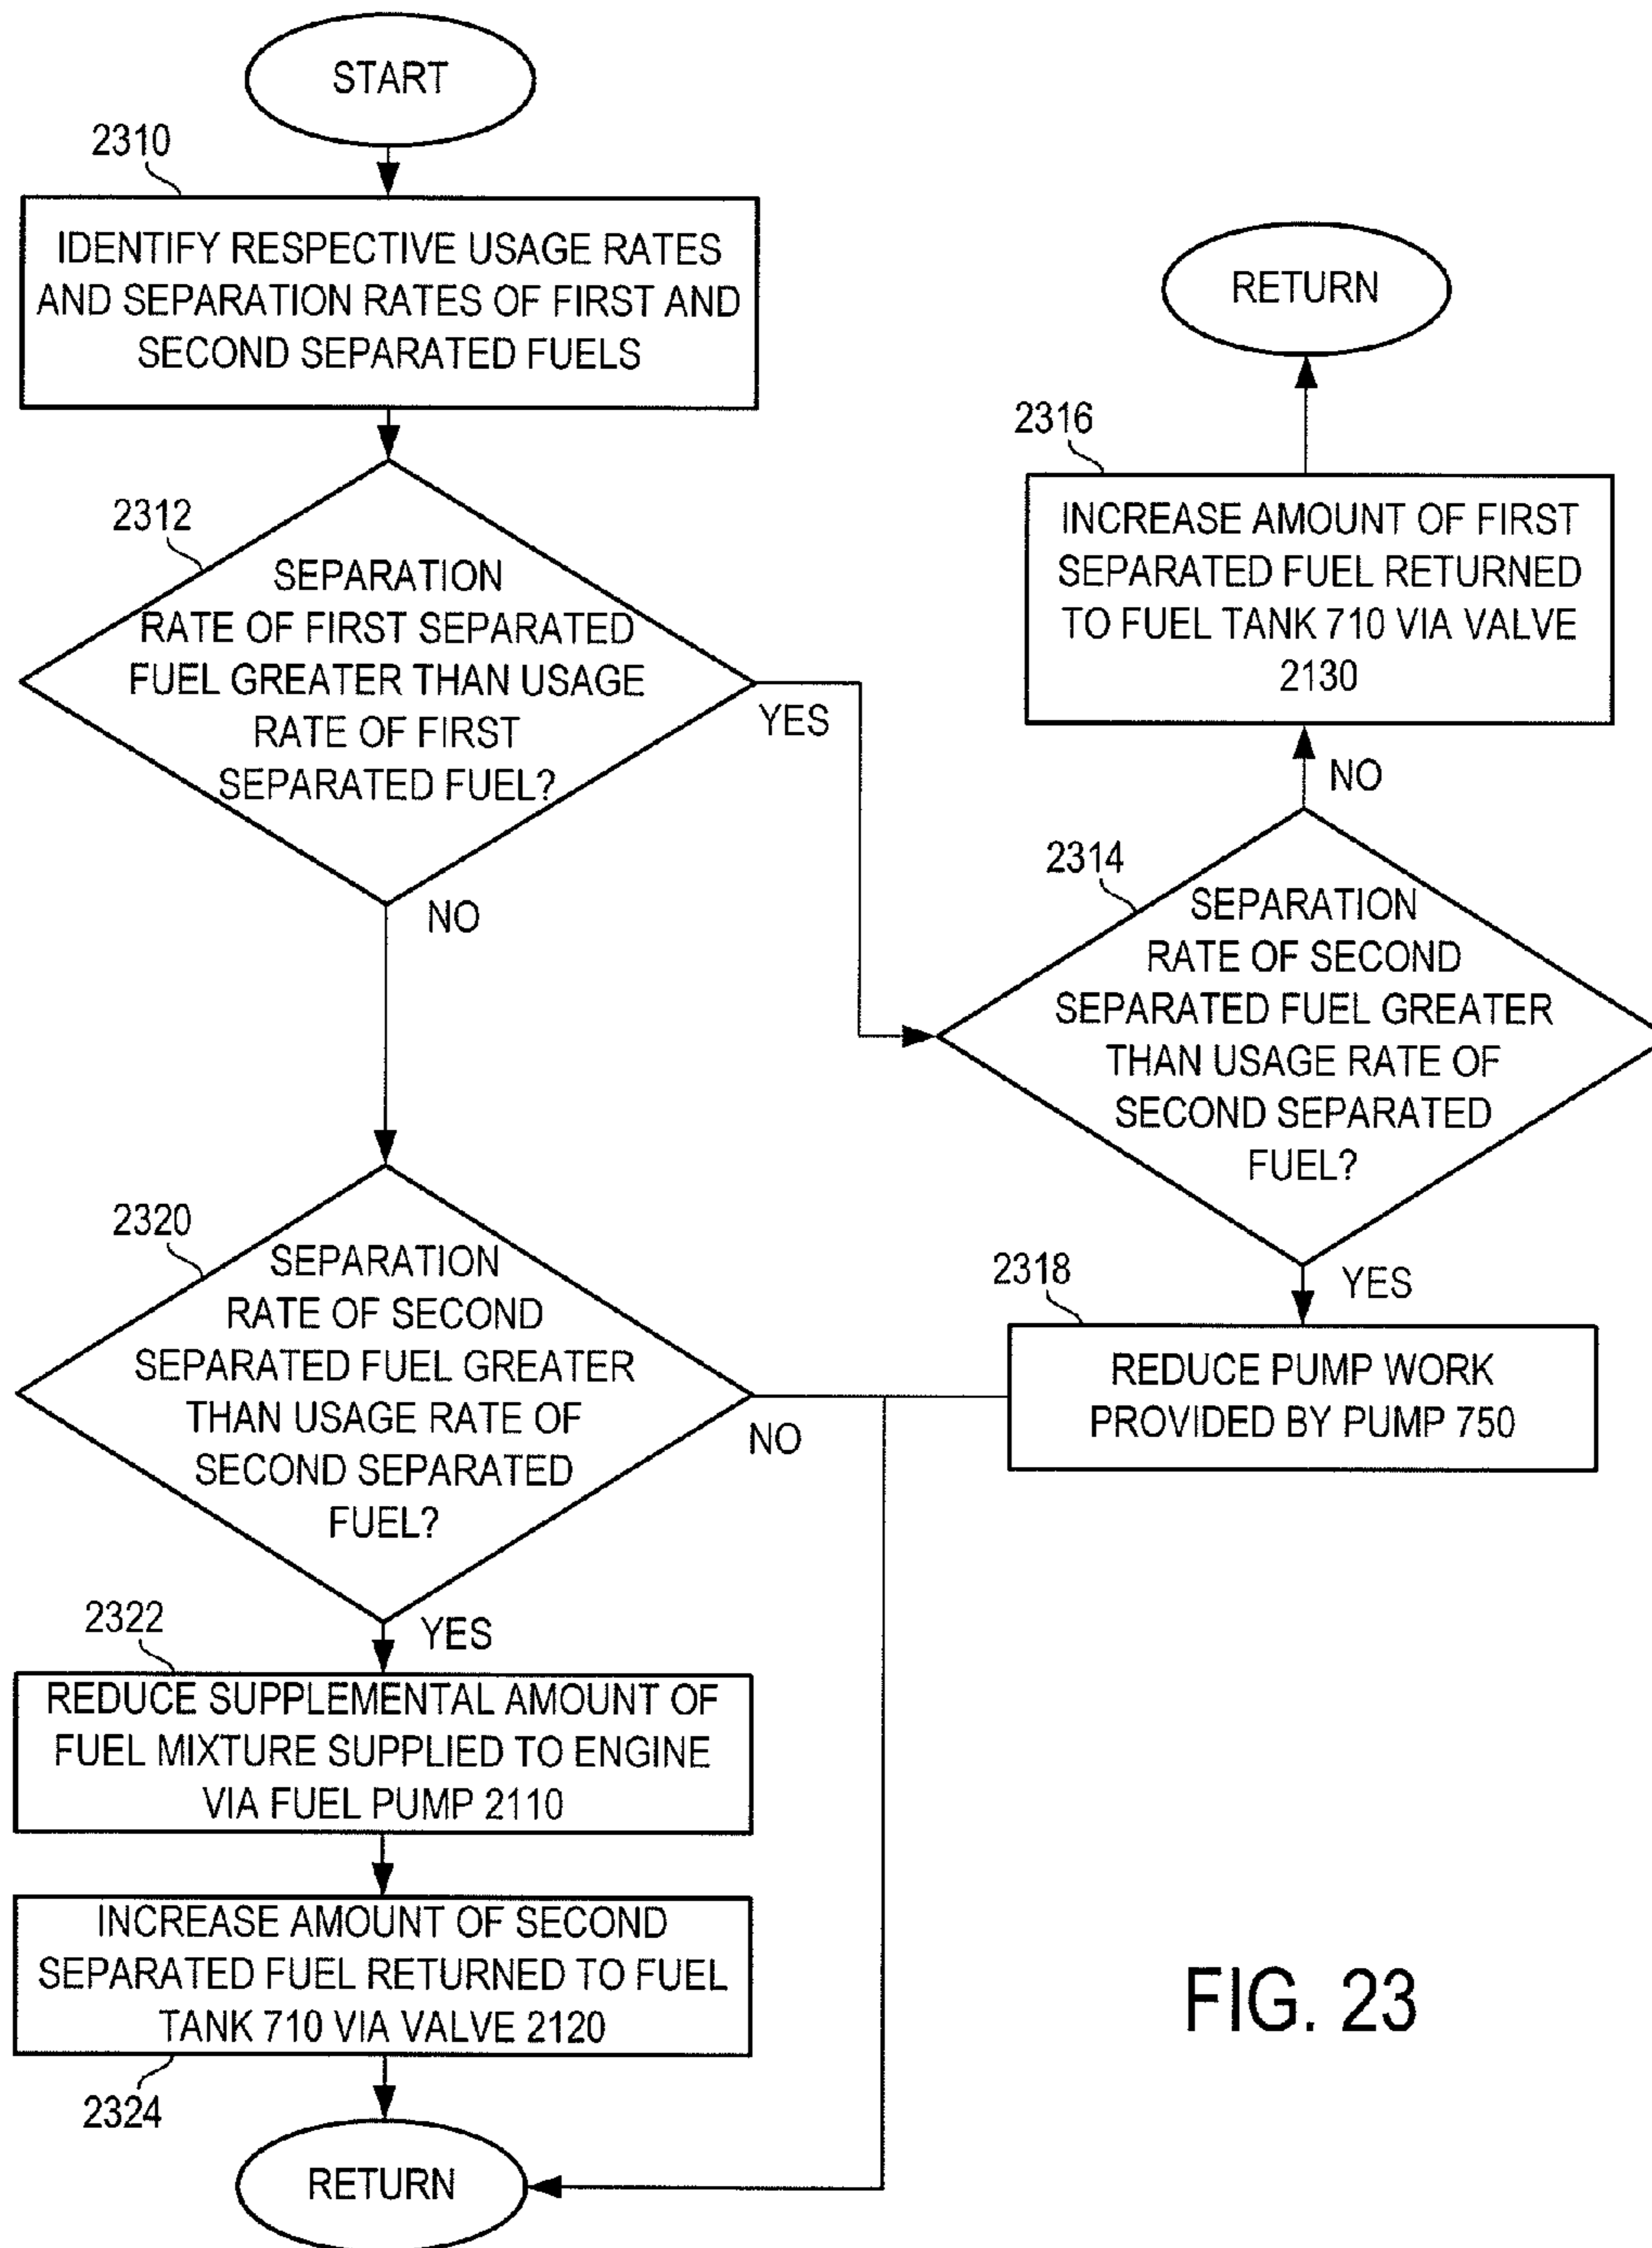 START
2310
IDENTIFY RESPECTIVE USAGE RATES
AND SEPARATION RATES OF FIRST AND
SECOND SEPARATED FUELS
2312
SEPARATION
RATE OF FIRST SEPARATED
FUEL GREATER THAN USAGE
RATE OF FIRST
SEPARATED FUEL?
YES
NO
RETURN
2316
INCREASE AMOUNT OF FIRST
SEPARATED FUEL RETURNED
TO FUEL TANK 710 VIA VALVE
2130
NO
2314
SEPARATION
RATE OF SECOND
SEPARATED FUEL GREATER
THAN USAGE RATE OF
SECOND SEPARATED
FUEL?
YES
2318
REDUCE PUMP WORK
PROVIDED BY PUMP 750
2320
SEPARATION
RATE OF SECOND
SEPARATED FUEL GREATER
THAN USAGE RATE OF
SECOND SEPARATED
FUEL?
NO
YES
2322
REDUCE SUPPLEMENTAL AMOUNT OF
FUEL MIXTURE SUPPLIED TO ENGINE
VIA FUEL PUMP 2110
INCREASE AMOUNT OF SECOND
SEPARATED FUEL RETURNED TO FUEL
TANK 710 VIA VALVE 2120
2324
RETURN
FIG. 23